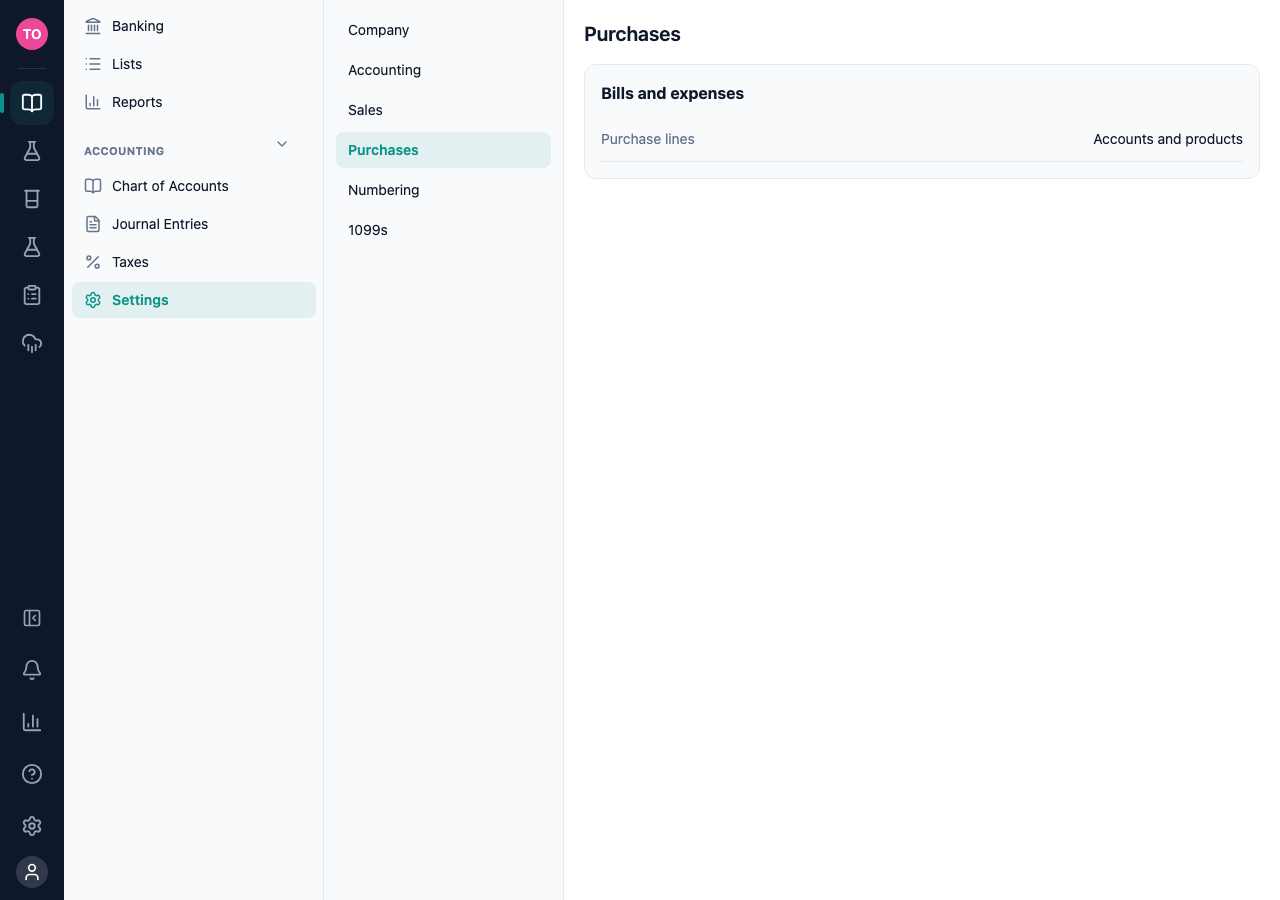 TO
Banking
Lists
Reports
ACCOUNTING
Chart of Accounts
Journal Entries
Taxes
Settings
Company
Accounting
Sales
Purchases
Numbering
1099s
Purchases
Bills and expenses
Purchase lines Accounts and products